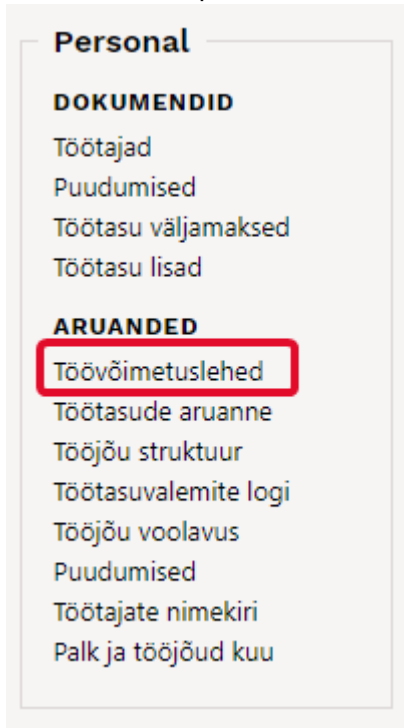 Personal
DOKUMENDID
Töötajad
Puudumised
Töötasu väljamaksed
Töötasu lisad
ARUANDED
Töövõimetuslehed
Töötasude aruanne
Tööjõu struktuur
Töötasuvalemite logi
Tööjõu voolavus
Puudumised
Töötajate nimekiri
Palk ja tööjõud kuu